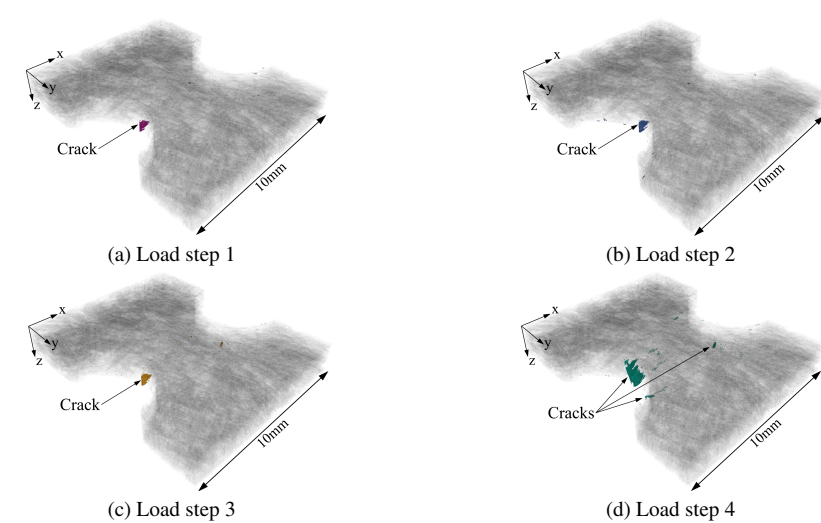 x
y
z
Crack
10mm
(a) Load step 1
x
y
z
Crack
10mm
(b) Load step 2
x
y
z
Crack
10mm
(c) Load step 3
x
y
z
Cracks
10mm
(d) Load step 4